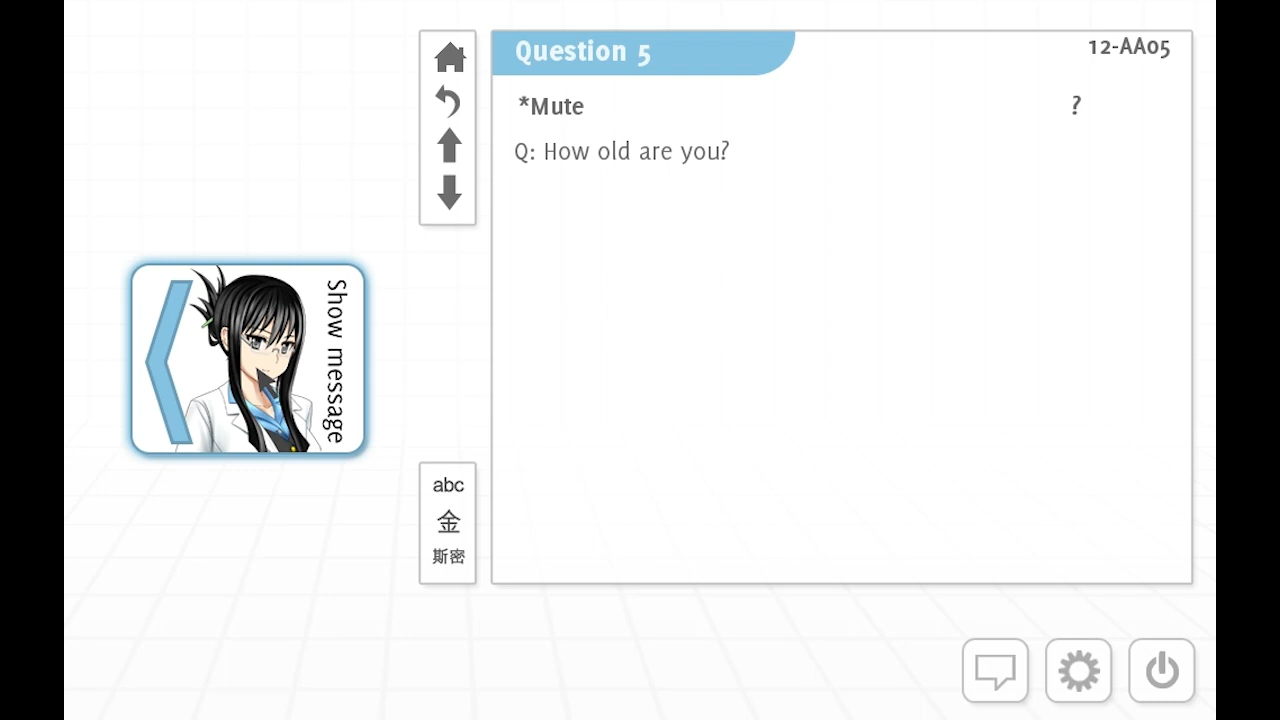 Question 5
12-AA05
*Mute
?
Q: How old are you?
Show message
abc
金
斯密